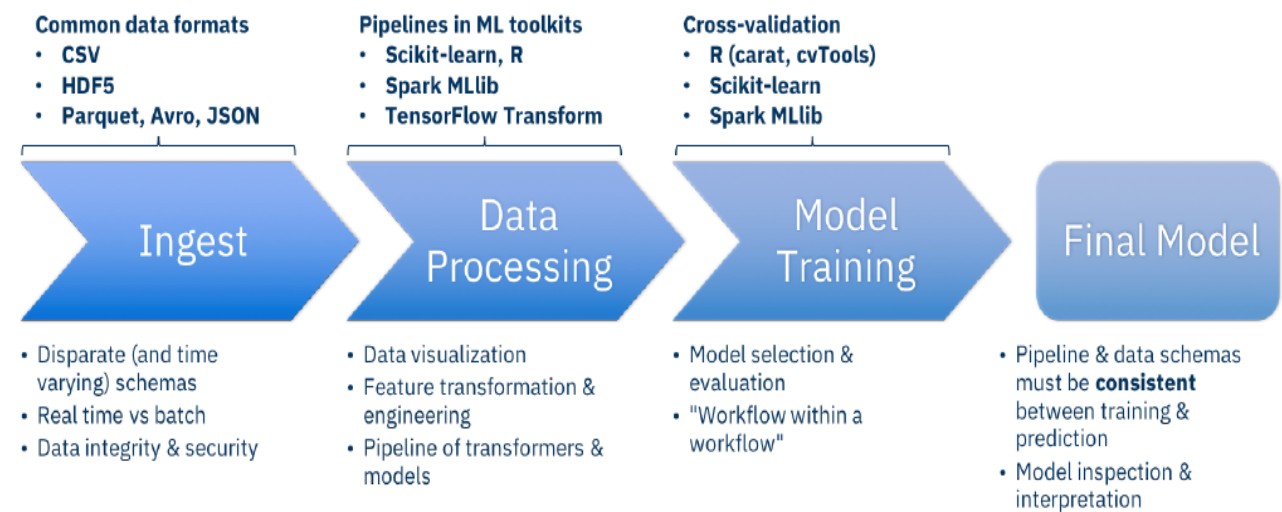 Common data formats
• CSV
• HDF5
• Parquet, Avro, JSON
Pipelines in ML toolkits
• Scikit-learn, R
• Spark MLlib
• TensorFlow Transform
Cross-validation
• R (carat, cvTools)
• Scikit-learn
• Spark MLlib
Ingest
Data
Processing
Model
Training
Final Model
• Disparate (and time
varying) schemas
• Real time vs batch
• Data integrity & security
• Data visualization
• Feature transformation &
engineering
• Pipeline of transformers &
models
• Model selection &
evaluation
• "Workflow within a
workflow"
• Pipeline & data schemas
must be consistent
between training &
prediction
• Model inspection &
interpretation